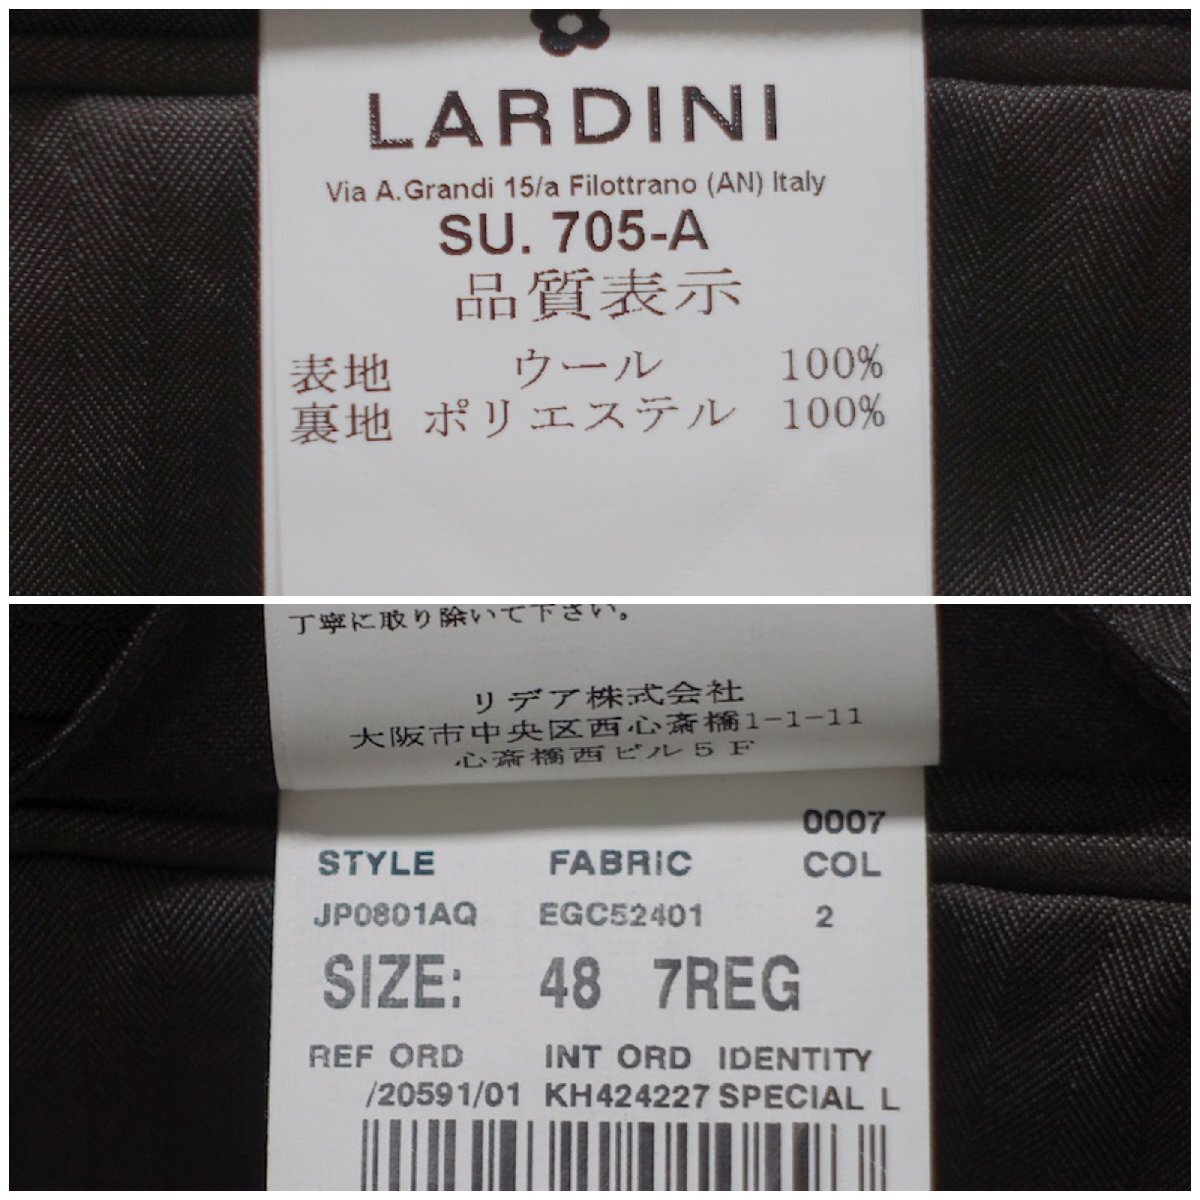 LARDINI
Via A.Grandi 15/a Filottrano (AN) Italy
SU. 705-A
品質表示
表地 ウール 100%
裏地 ポリエステル 100%
丁寧に取り除いて下さい。
リデア株式会社
大阪市中央区西心斎橋1-1-11
心斎橋西ビル5F
0007
STYLE FABRIC COL
JP0801AQ EGC52401 2
SIZE: 48 7REG
REF ORD INT ORD IDENTITY
/20591/01 KH424227 SPECIAL L